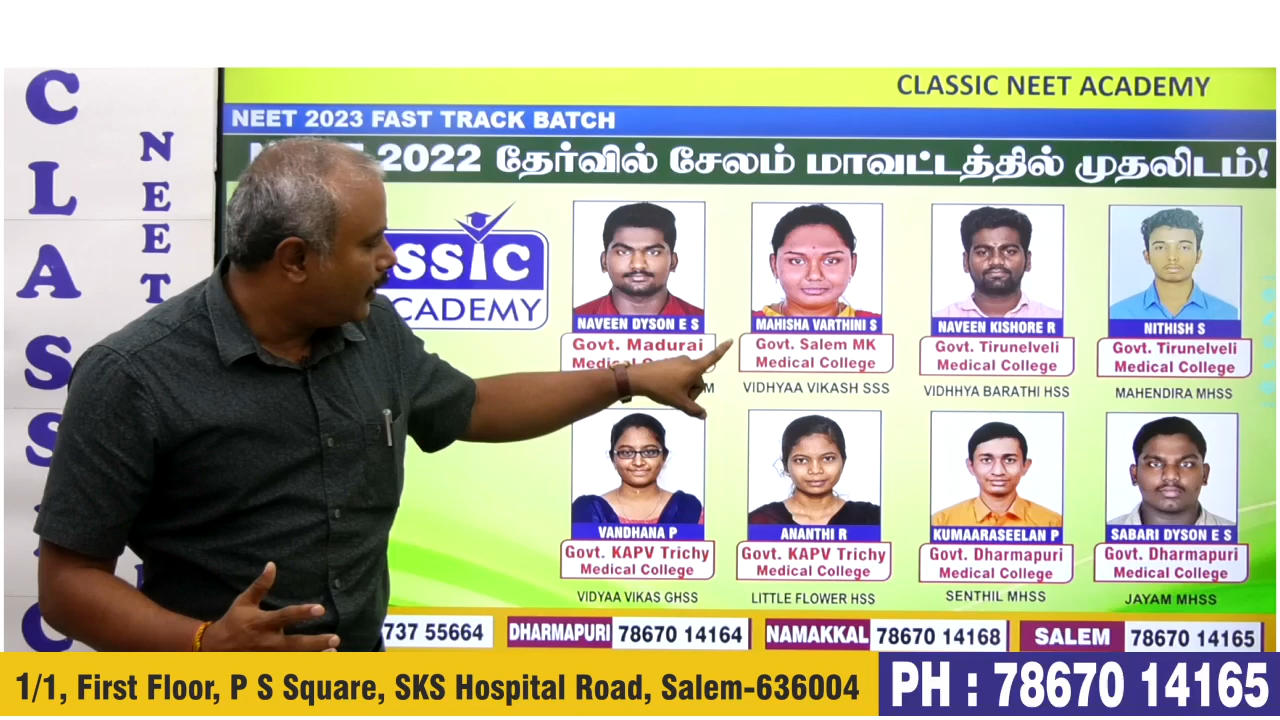 CLASSIC
NEET
CLASSIC NEET ACADEMY
NEET 2023 FAST TRACK BATCH
2022 தேர்வில் சேலம் மாவட்டத்தில் முதலிடம்!
ACADEMY
NAVEEN DYSON E S
Govt. Madurai
Medical College
MAHISHA VARTHINI S
Govt. Salem MK
Medical College
VIDHYAA VIKASH SSS
NAVEEN KISHORE R
Govt. Tirunelveli
Medical College
VIDHHYA BARATHI HSS
NITHISH S
Govt. Tirunelveli
Medical College
MAHENDIRA MHSS
VANDHANA P
Govt. KAPV Trichy
Medical College
VIDYAA VIKAS GHSS
ANANTHI R
Govt. KAPV Trichy
Medical College
LITTLE FLOWER HSS
KUMAARASEELAN P
Govt. Dharmapuri
Medical College
SENTHIL MHSS
SABARI DYSON E S
Govt. Dharmapuri
Medical College
JAYAM MHSS
737 55664
DHARMAPURI 78670 14164
NAMAKKAL 78670 14168
SALEM 78670 14165
1/1, First Floor, P S Square, SKS Hospital Road, Salem-636004
PH : 78670 14165